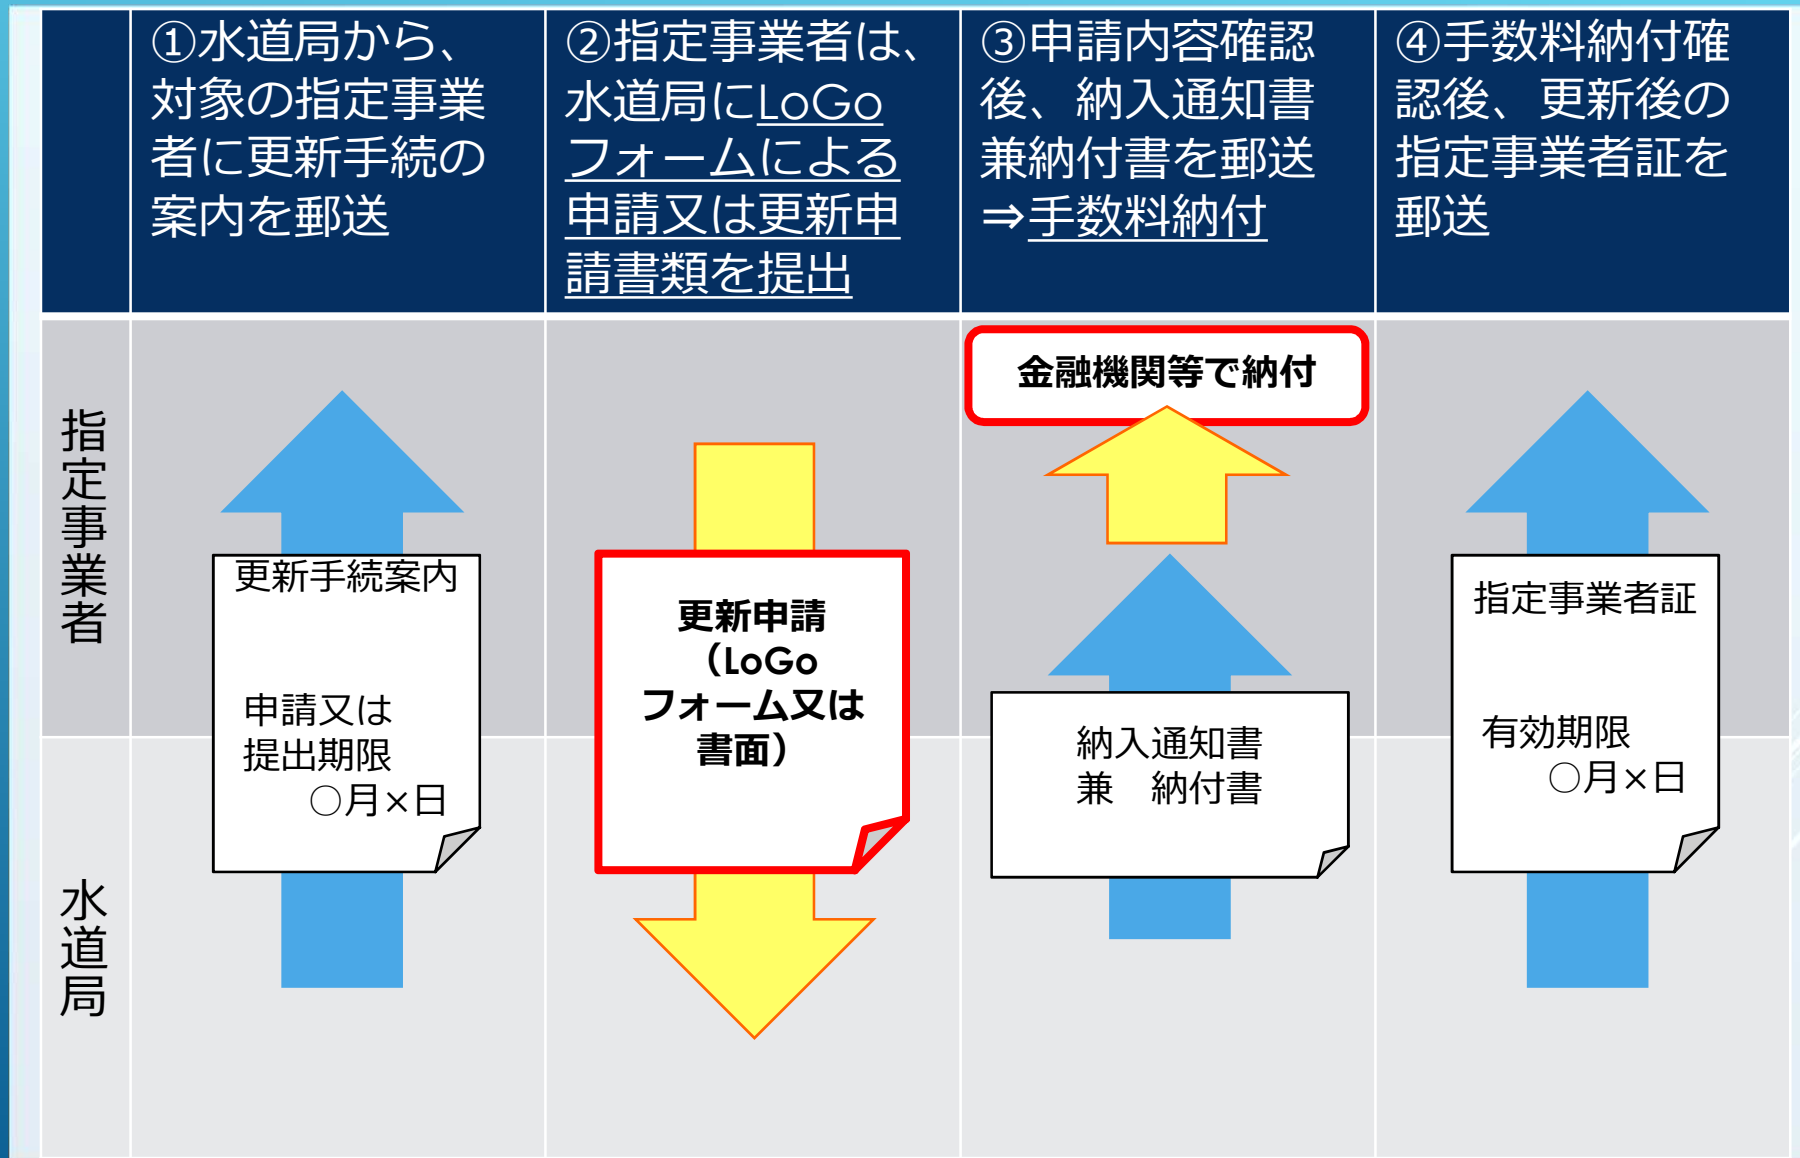 ①水道局から、
対象の指定事業
者に更新手続の
案内を郵送
②指定事業者は、
水道局にLoGo
フォームによる
申請又は更新申
請書類を提出
③申請内容確認
後、納入通知書
兼納付書を郵送
⇒手数料納付
④手数料納付確
認後、更新後の
指定事業者証を
郵送
指定事業者
更新手続案内
申請又は
提出期限
○月×日
更新申請
（LoGo
フォーム又は
書面）
金融機関等で納付
納入通知書
兼　納付書
指定事業者証
有効期限
○月×日
水道局